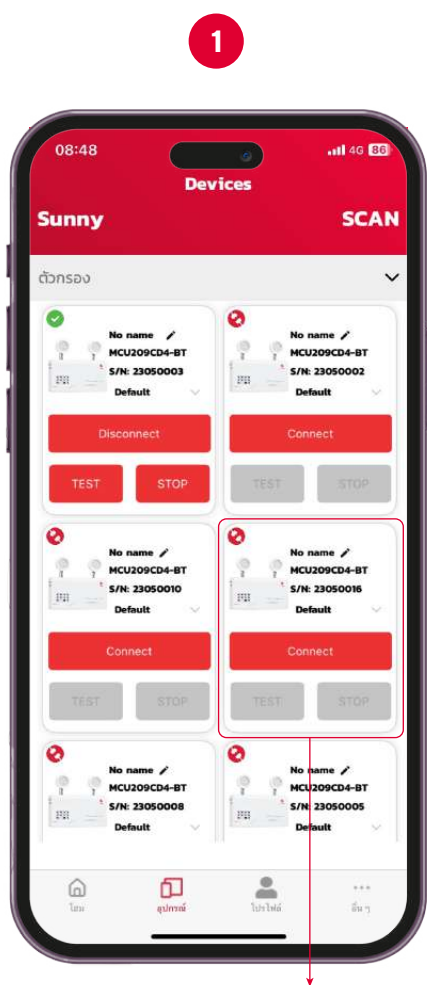 1
08:48
4G 86
Devices
Sunny
SCAN
ตัวกรอง
No name
MCU209CD4-BT
S/N: 23050003
Default
Disconnect
TEST
STOP
No name
MCU209CD4-BT
S/N: 23050002
Default
Connect
TEST
STOP
No name
MCU209CD4-BT
S/N: 23050010
Default
Connect
TEST
STOP
No name
MCU209CD4-BT
S/N: 23050016
Default
Connect
TEST
STOP
No name
MCU209CD4-BT
S/N: 23050008
Default
No name
MCU209CD4-BT
S/N: 23050005
Default
โฮม
อุปกรณ์
โปรไฟล์
อื่น ๆ